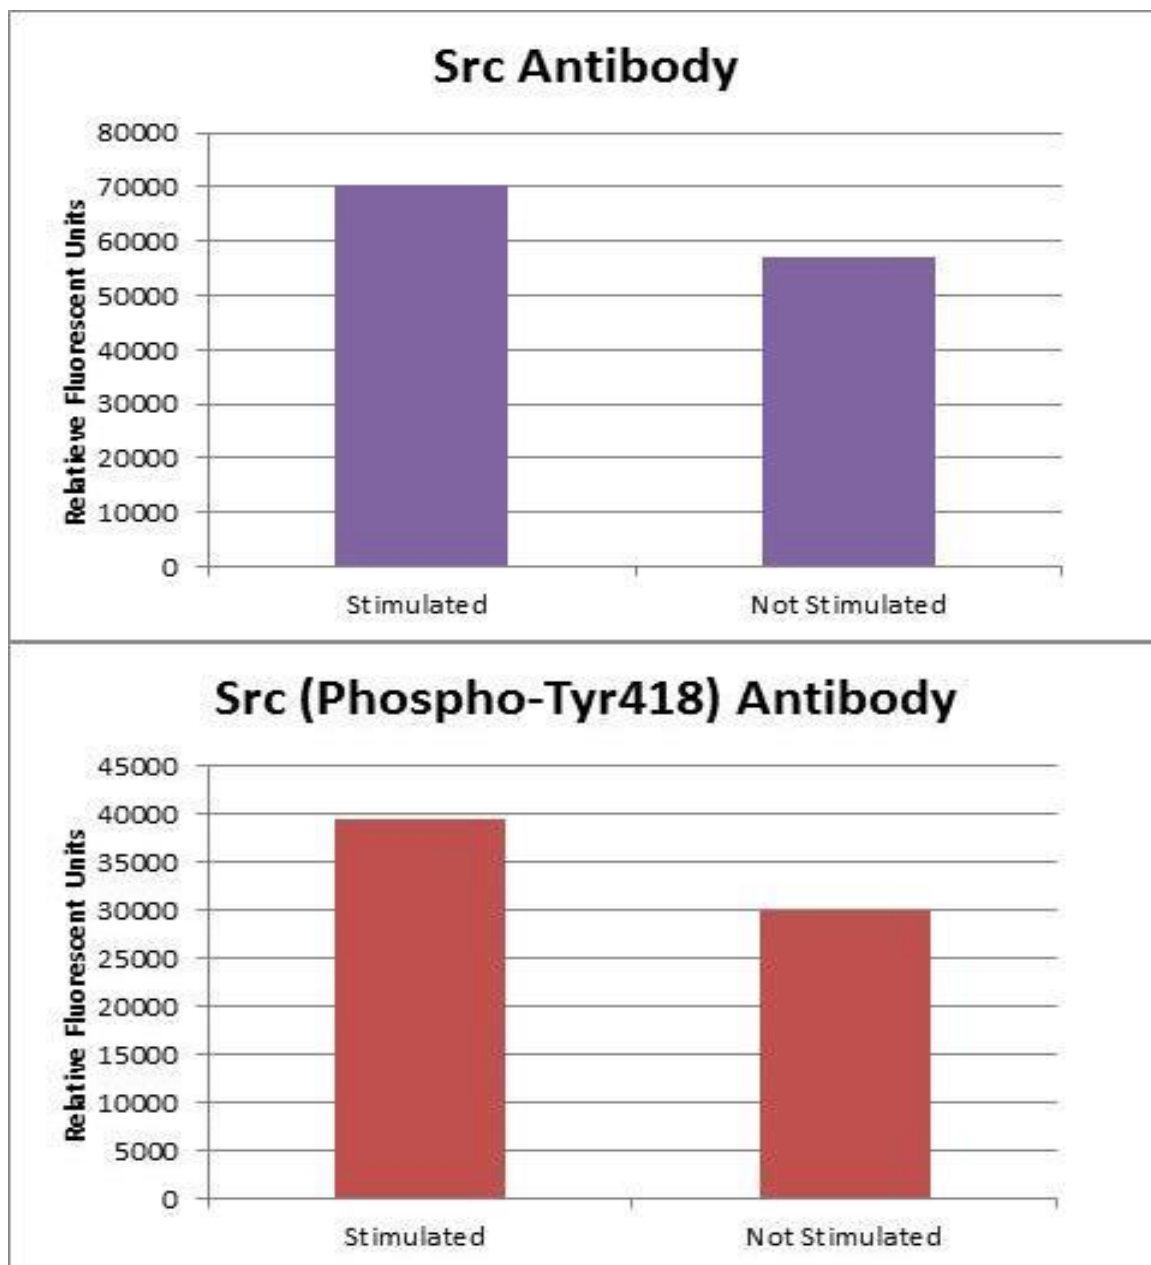 Src Antibody
Relatieve Fluorescent Units
80000
70000
60000
50000
40000
30000
20000
10000
0
Stimulated
Not Stimulated
Src (Phospho-Tyr418) Antibody
Relative Fluorescent Units
45000
40000
35000
30000
25000
20000
15000
10000
5000
0
Stimulated
Not Stimulated